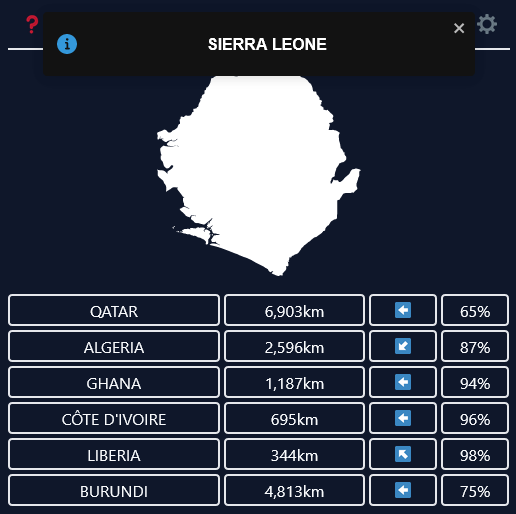 ?
SIERRA LEONE
QATAR 6,903km ⬅ 65%
ALGERIA 2,596km ↙ 87%
GHANA 1,187km ⬅ 94%
CÔTE D'IVOIRE 695km ⬅ 96%
LIBERIA 344km ↖ 98%
BURUNDI 4,813km ⬅ 75%